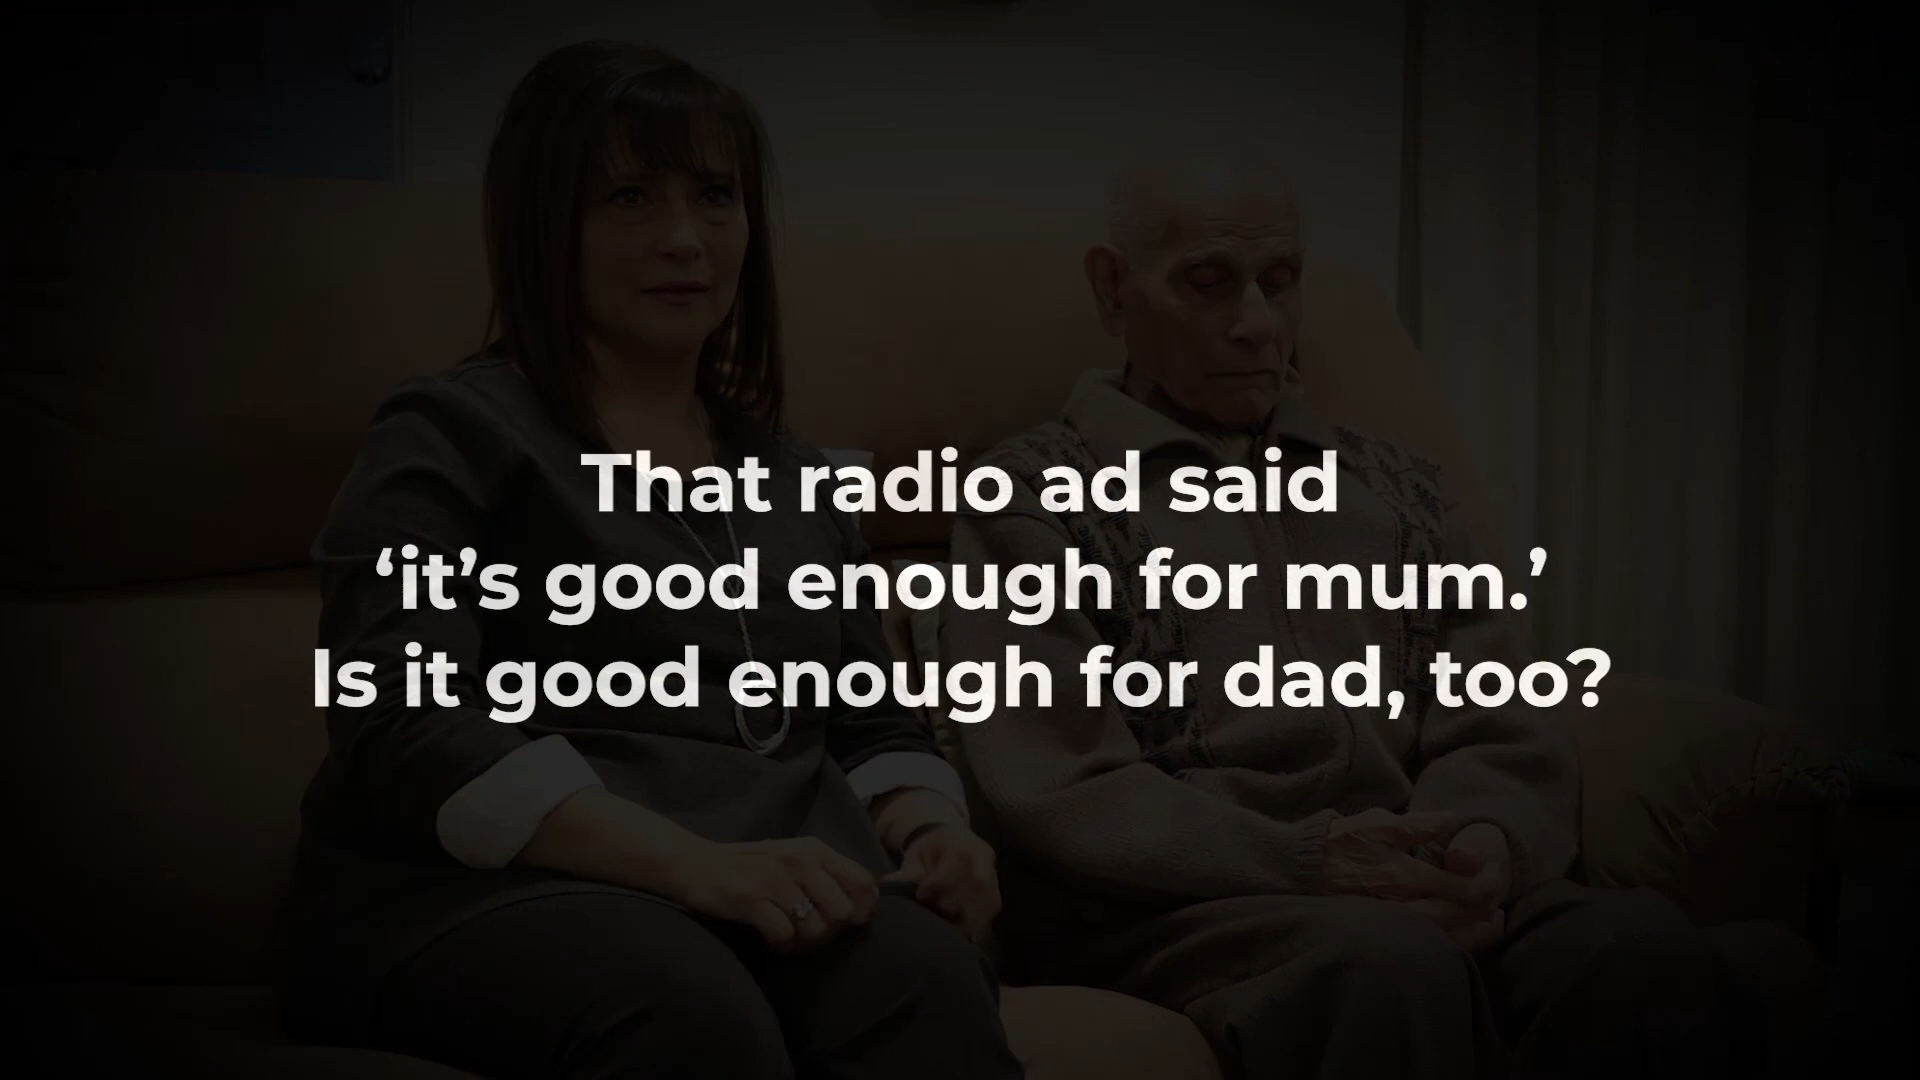 That radio ad said
‘it’s good enough for mum.’
Is it good enough for dad, too?